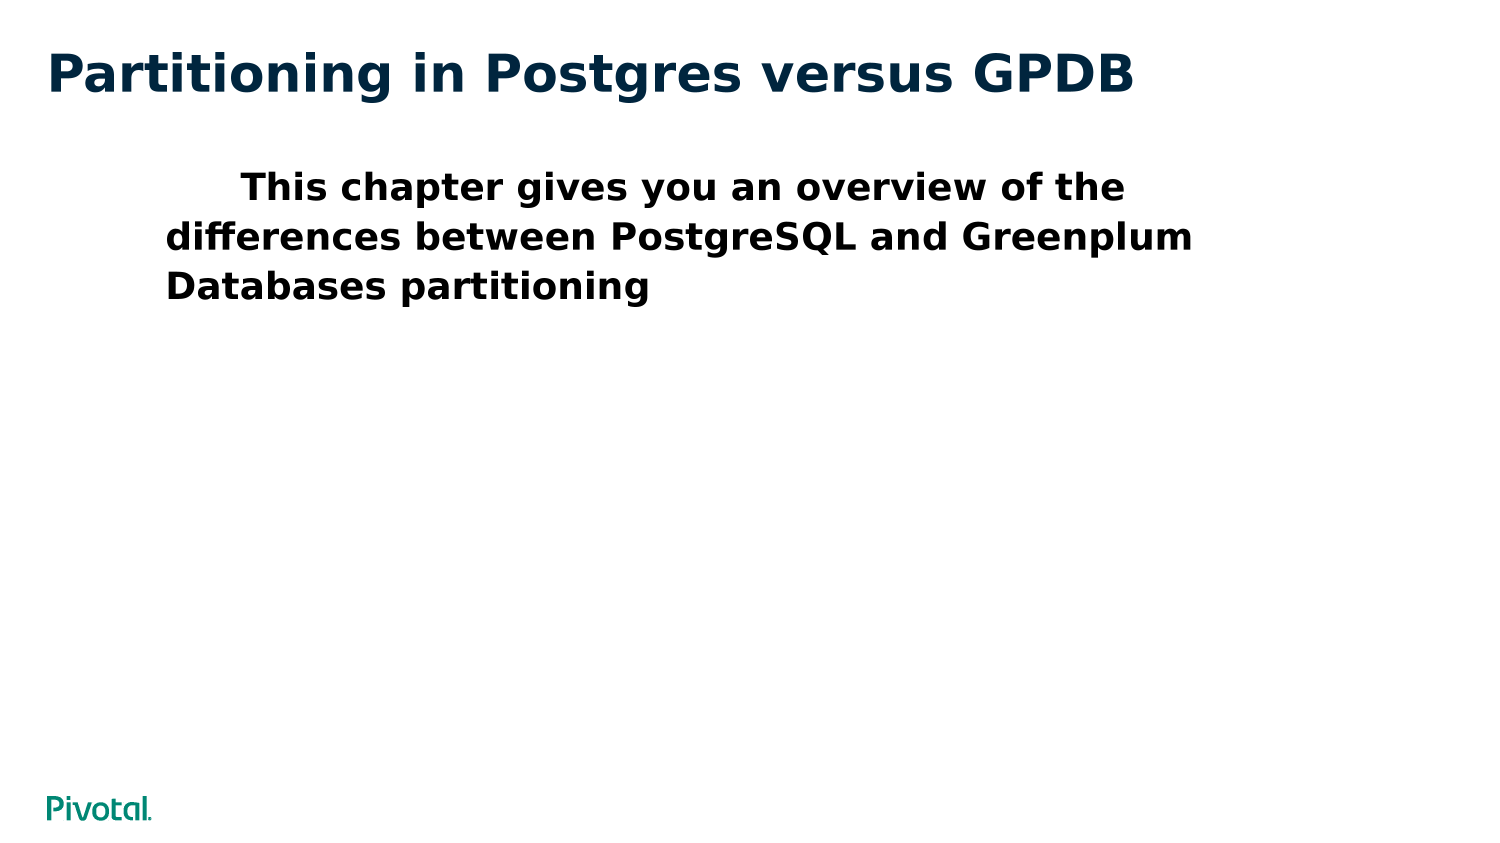 Partitioning in Postgres versus GPDB
This chapter gives you an overview of the
differences between PostgreSQL and Greenplum
Databases partitioning
Pivotal.